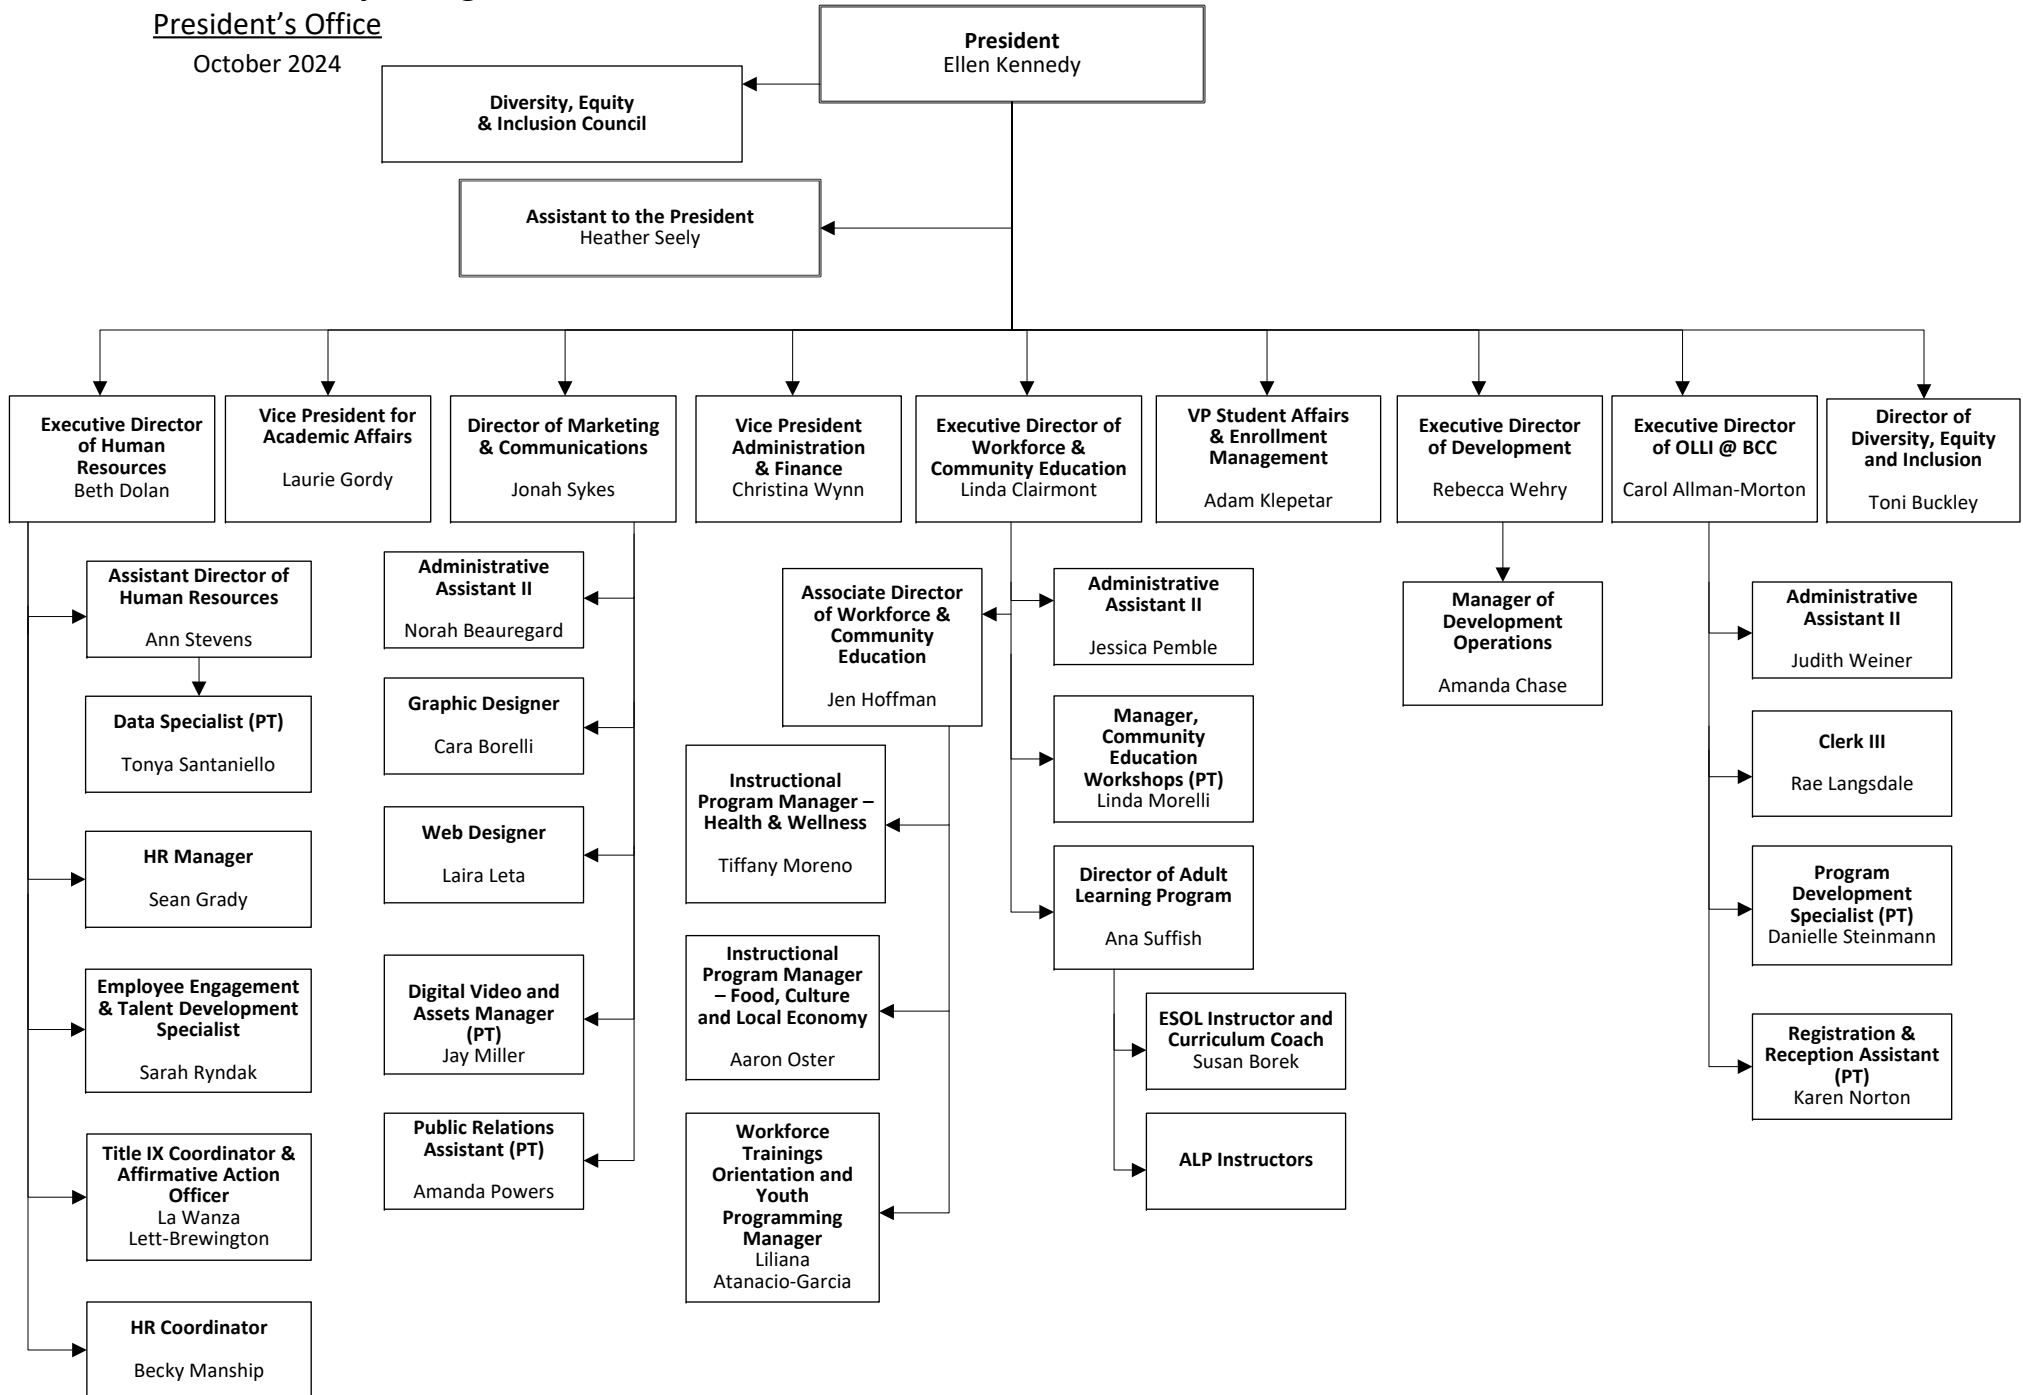 President’s Office
October 2024
President
Ellen Kennedy
Diversity, Equity
& Inclusion Council
Assistant to the President
Heather Seely
Executive Director
of Human
Resources
Beth Dolan
Vice President for
Academic Affairs
Laurie Gordy
Director of Marketing
& Communications
Jonah Sykes
Vice President
Administration
& Finance
Christina Wynn
Executive Director of
Workforce &
Community Education
Linda Clairmont
VP Student Affairs
& Enrollment
Management
Adam Klepetar
Executive Director
of Development
Rebecca Wehry
Executive Director
of OLLI @ BCC
Carol Allman-Morton
Director of
Diversity, Equity
and Inclusion
Toni Buckley
Assistant Director of
Human Resources
Ann Stevens
Data Specialist (PT)
Tonya Santaniello
HR Manager
Sean Grady
Employee Engagement
& Talent Development
Specialist
Sarah Ryndak
Title IX Coordinator &
Affirmative Action
Officer
La Wanza
Lett-Brewington
HR Coordinator
Becky Manship
Administrative
Assistant II
Norah Beauregard
Graphic Designer
Cara Borelli
Web Designer
Laira Leta
Digital Video and
Assets Manager
(PT)
Jay Miller
Public Relations
Assistant (PT)
Amanda Powers
Associate Director
of Workforce &
Community
Education
Jen Hoffman
Instructional
Program Manager –
Health & Wellness
Tiffany Moreno
Instructional
Program Manager
– Food, Culture
and Local Economy
Aaron Oster
Workforce
Trainings
Orientation and
Youth
Programming
Manager
Liliana
Atanacio-Garcia
Administrative
Assistant II
Jessica Pemble
Manager,
Community
Education
Workshops (PT)
Linda Morelli
Director of Adult
Learning Program
Ana Suffish
ESOL Instructor and
Curriculum Coach
Susan Borek
ALP Instructors
Manager of
Development
Operations
Amanda Chase
Administrative
Assistant II
Judith Weiner
Clerk III
Rae Langsdale
Program
Development
Specialist (PT)
Danielle Steinmann
Registration &
Reception Assistant
(PT)
Karen Norton